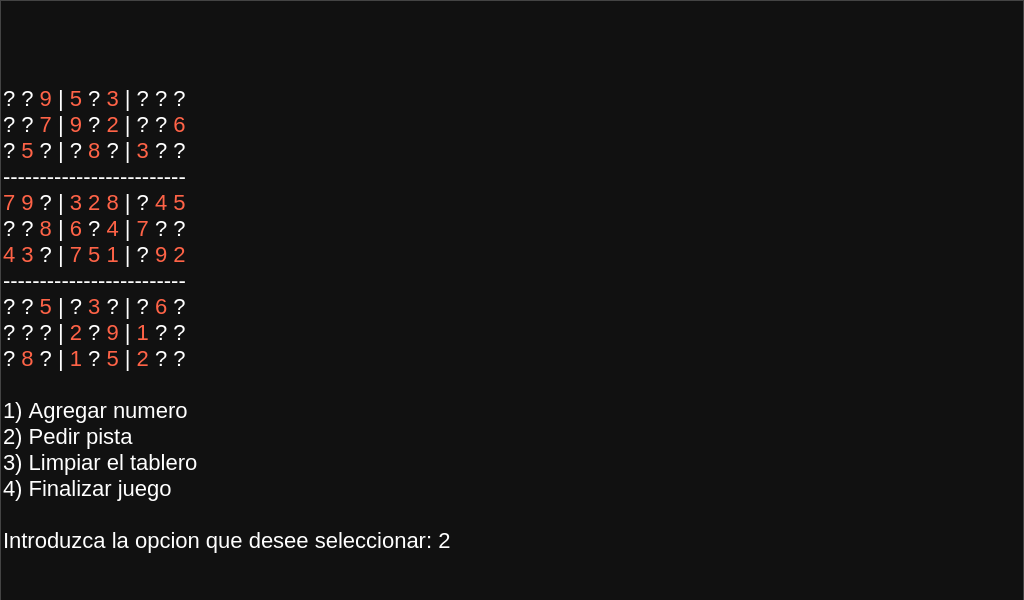 ? ? 9 | 5 ? 3 | ? ? ?
? ? 7 | 9 ? 2 | ? ? 6
? 5 ? | ? 8 ? | 3 ? ?
-------------------------
7 9 ? | 3 2 8 | ? 4 5
? ? 8 | 6 ? 4 | 7 ? ?
4 3 ? | 7 5 1 | ? 9 2
-------------------------
? ? 5 | ? 3 ? | ? 6 ?
? ? ? | 2 ? 9 | 1 ? ?
? 8 ? | 1 ? 5 | 2 ? ?
1) Agregar numero
2) Pedir pista
3) Limpiar el tablero
4) Finalizar juego
Introduzca la opcion que desee seleccionar: 2